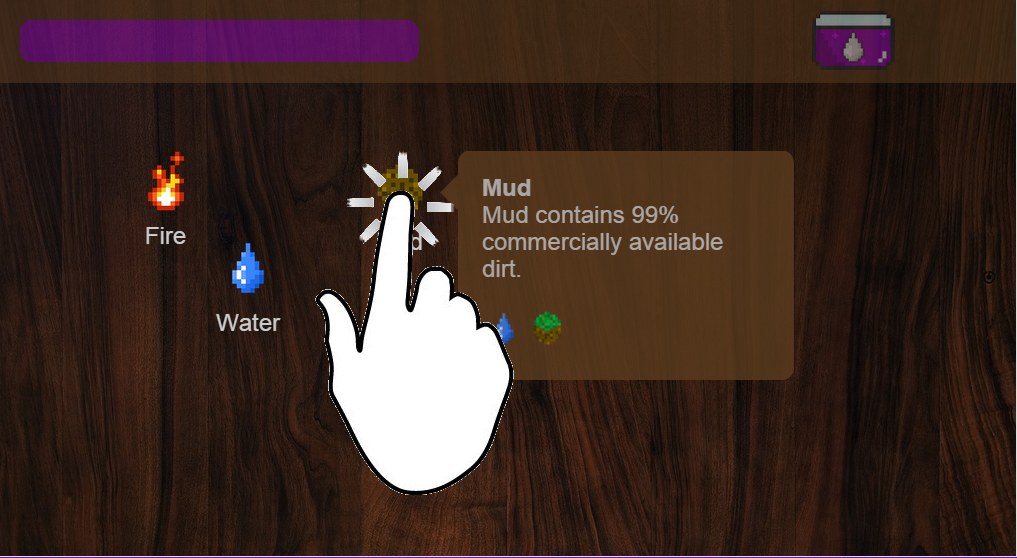 Mud
Mud contains 99%
commercially available
dirt.
Fire
Water